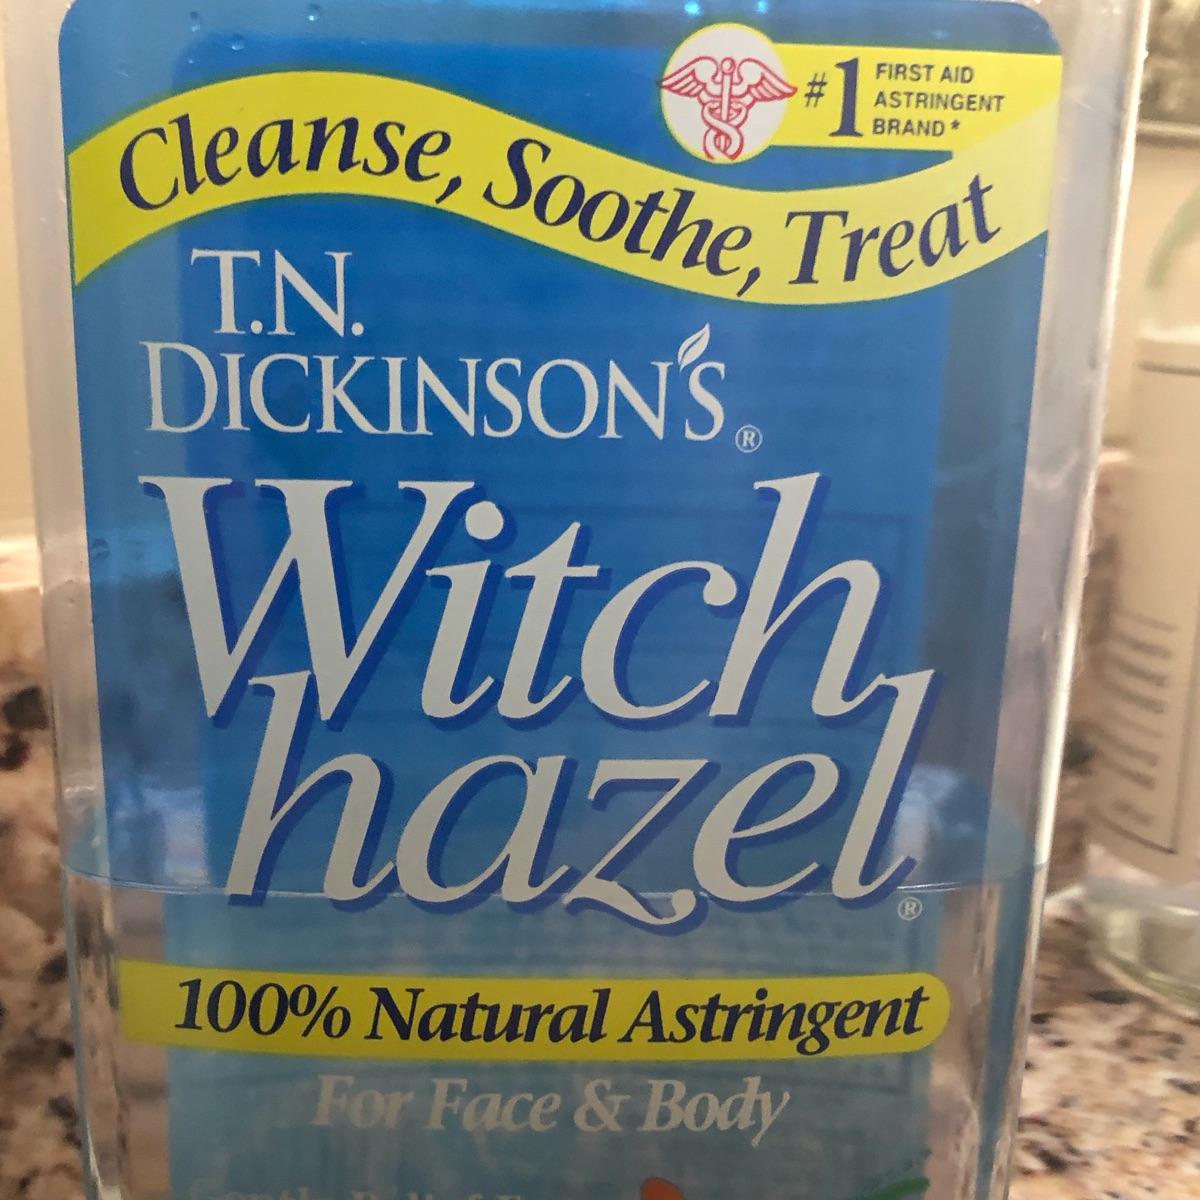 #1 FIRST AID
ASTRINGENT
BRAND*
Cleanse, Soothe, Treat
T.N.
DICKINSON'S®
Witch
hazel®
100% Natural Astringent
For Face & Body